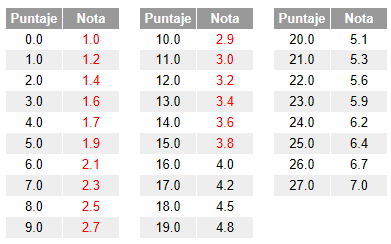 Puntaje Nota Puntaje Nota Puntaje Nota
0.0 1.0 10.0 2.9 20.0 5.1
1.0 1.2 11.0 3.0 21.0 5.3
2.0 1.4 12.0 3.2 22.0 5.6
3.0 1.6 13.0 3.4 23.0 5.9
4.0 1.7 14.0 3.6 24.0 6.2
5.0 1.9 15.0 3.8 25.0 6.4
6.0 2.1 16.0 4.0 26.0 6.7
7.0 2.3 17.0 4.2 27.0 7.0
8.0 2.5 18.0 4.5
9.0 2.7 19.0 4.8